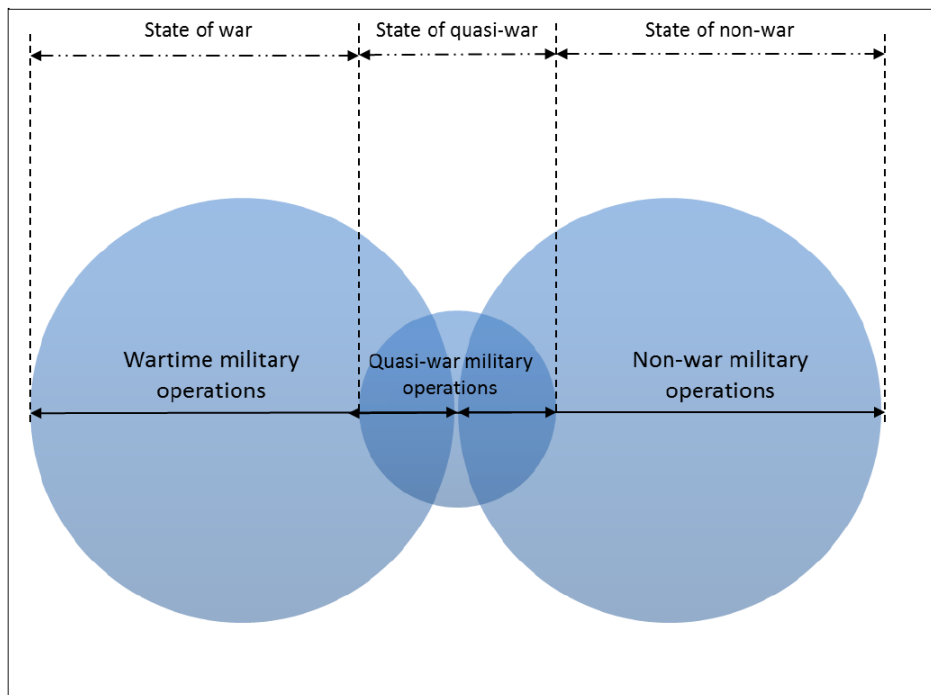 State of war
State of quasi-war
State of non-war
Wartime military
operations
Quasi-war military
operations
Non-war military
operations